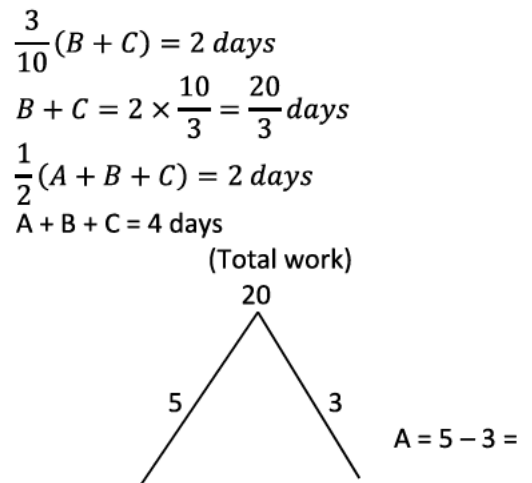 3/10 (B + C) = 2 days
B + C = 2 × 10/3 = 20/3 days
1/2 (A + B + C) = 2 days
A + B + C = 4 days
(Total work)
20
5 3
A = 5 – 3 =